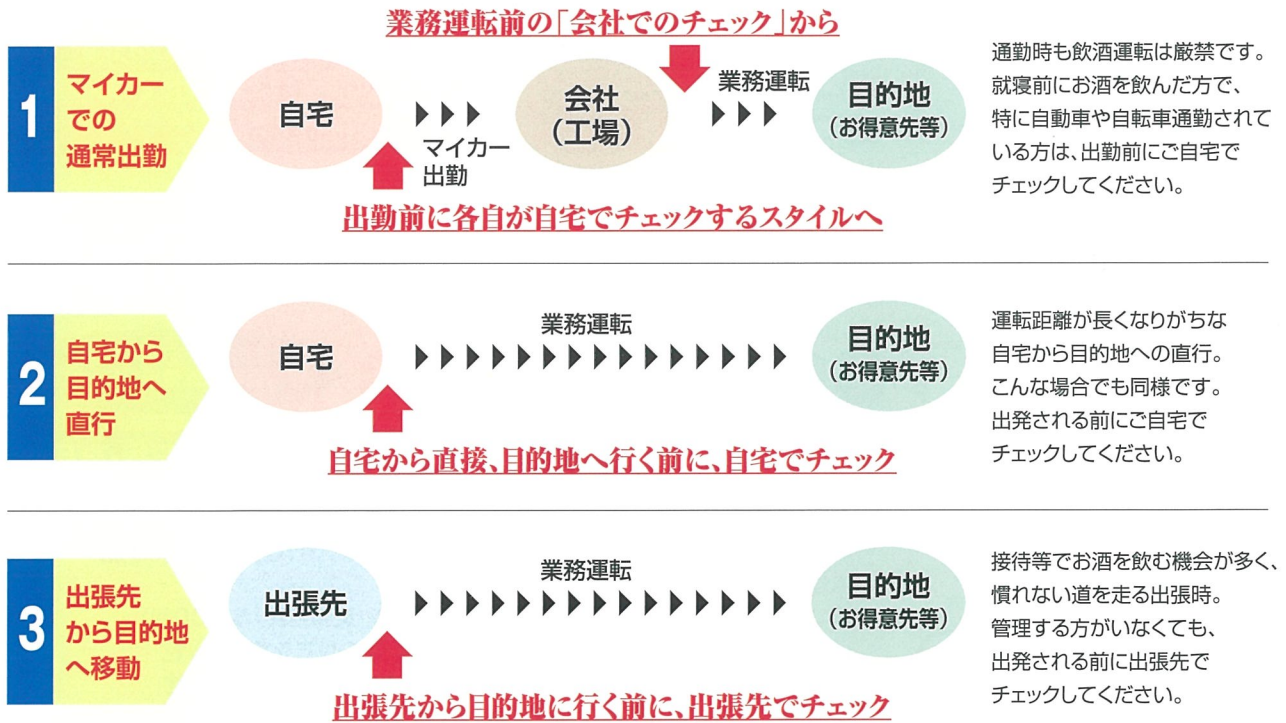 業務運転前の「会社でのチェック」から
1
マイカー
での
通常出勤
自宅
マイカー
出勤
会社
(工場)
業務運転
目的地
(お得意先等)
出勤前に各自が自宅でチェックするスタイルへ
通勤時も飲酒運転は厳禁です。
就寝前にお酒を飲んだ方で、
特に自動車や自転車通勤されて
いる方は、出勤前にご自宅で
チェックしてください。
2
自宅から
目的地へ
直行
自宅
業務運転
目的地
(お得意先等)
自宅から直接、目的地へ行く前に、自宅でチェック
運転距離が長くなりがちな
自宅から目的地への直行。
こんな場合でも同様です。
出発される前にご自宅で
チェックしてください。
3
出張先
から目的地
へ移動
出張先
業務運転
目的地
(お得意先等)
出張先から目的地に行く前に、出張先でチェック
接待等でお酒を飲む機会が多く、
慣れない道を走る出張時。
管理する方がいなくても、
出発される前に出張先で
チェックしてください。